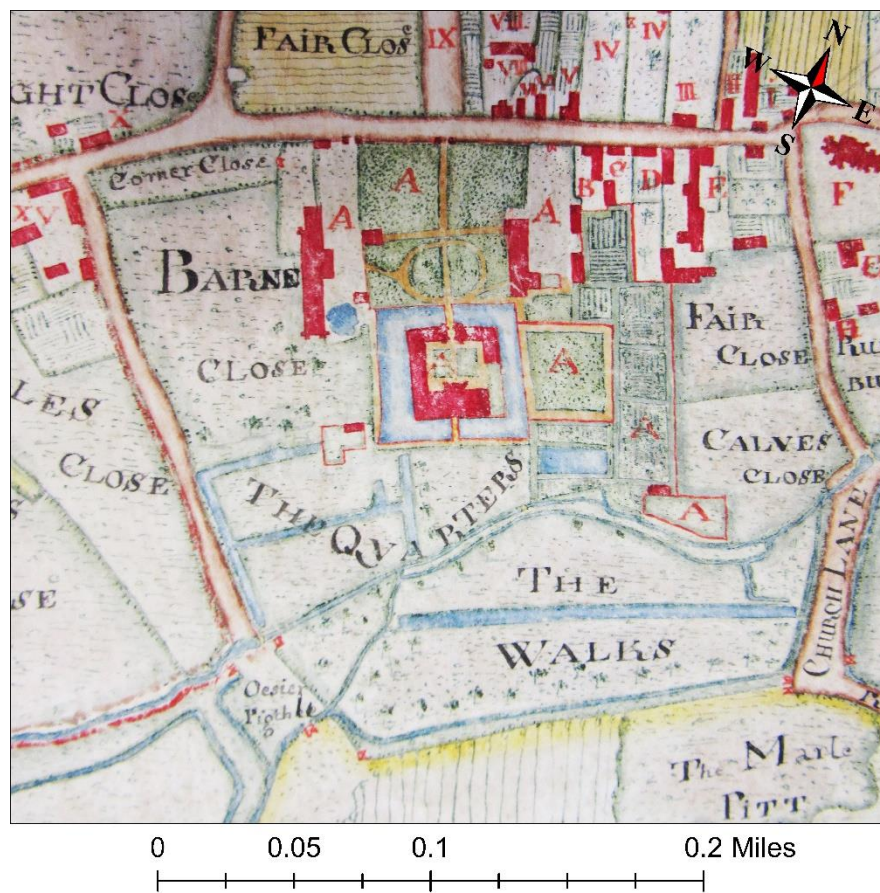 FAIR CLOSe
IX
VIII
VII
VI
V
IV
IV
III
N
W
E
S
GHT CLOSe
X
Corner Close
XV
A
A
A
B
C
D
E
F
BARNE
CLOSE
A
A
FAIR
CLOSE
LES
CLOSE
CALVES
CLOSE
THE QVARTERS
A
SE
THE
WALKS
CHURCH LANE
Oesier
Pigthle
The Marle
PITT
0 0.05 0.1 0.2 Miles